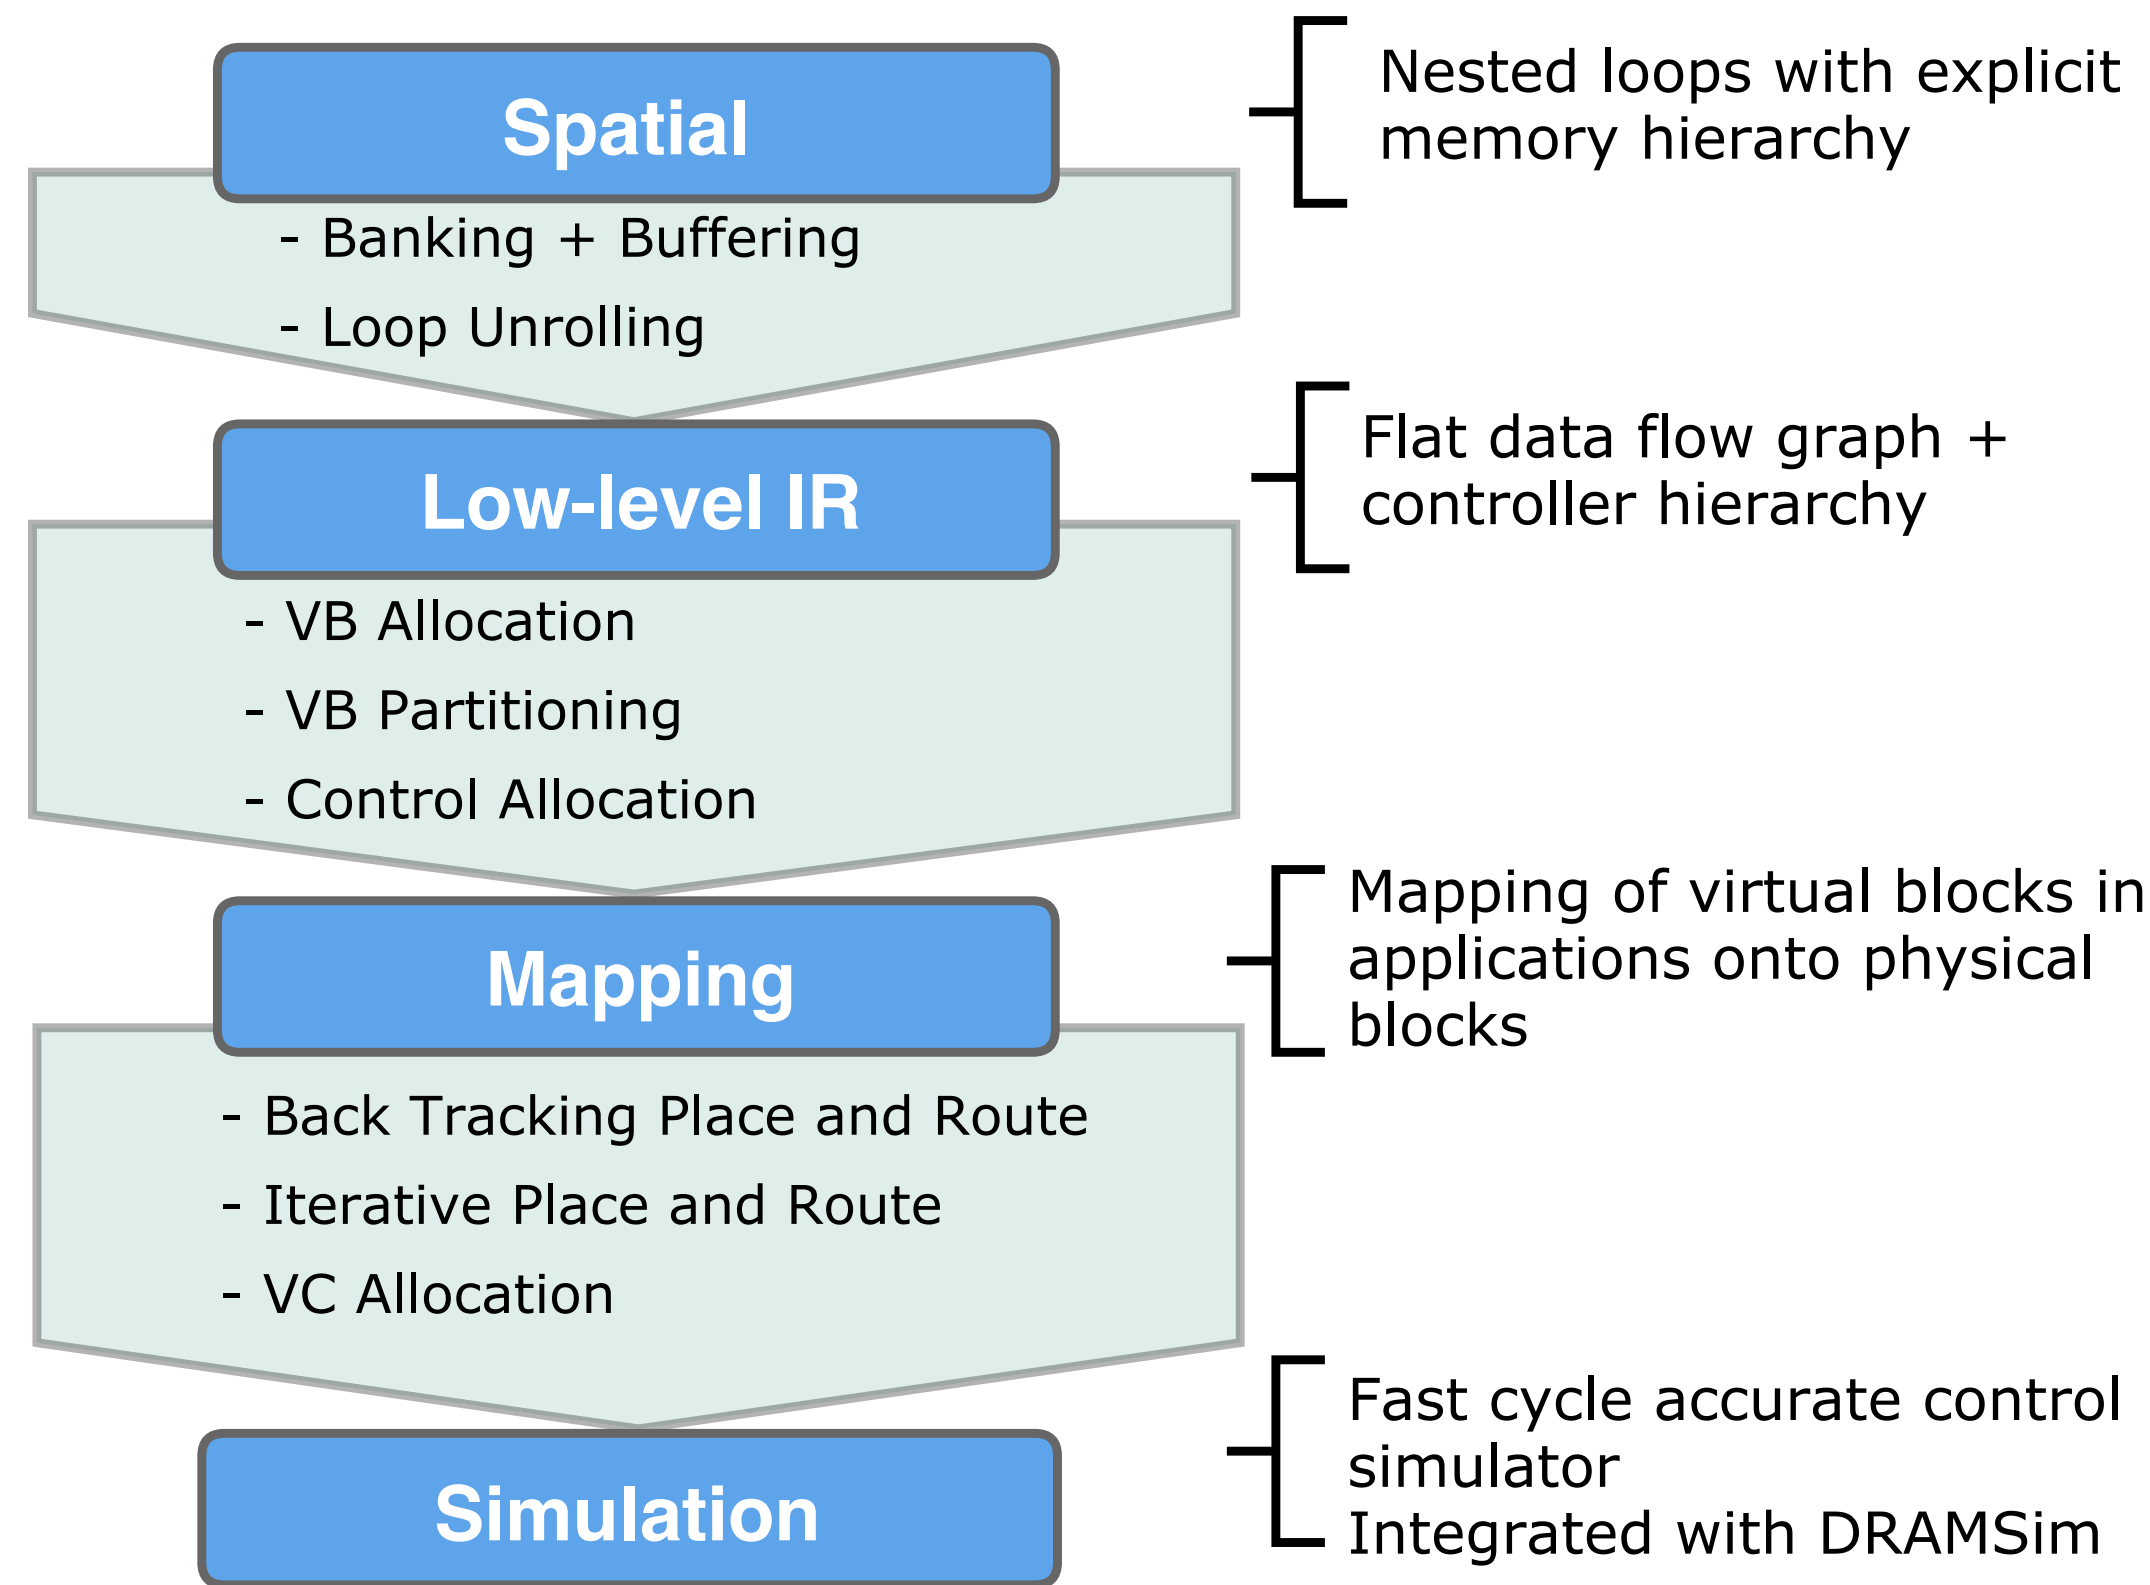 Spatial
Nested loops with explicit
memory hierarchy
- Banking + Buffering
- Loop Unrolling
Low-level IR
Flat data flow graph +
controller hierarchy
- VB Allocation
- VB Partitioning
- Control Allocation
Mapping
Mapping of virtual blocks in
applications onto physical
blocks
- Back Tracking Place and Route
- Iterative Place and Route
- VC Allocation
Simulation
Fast cycle accurate control
simulator
Integrated with DRAMSim